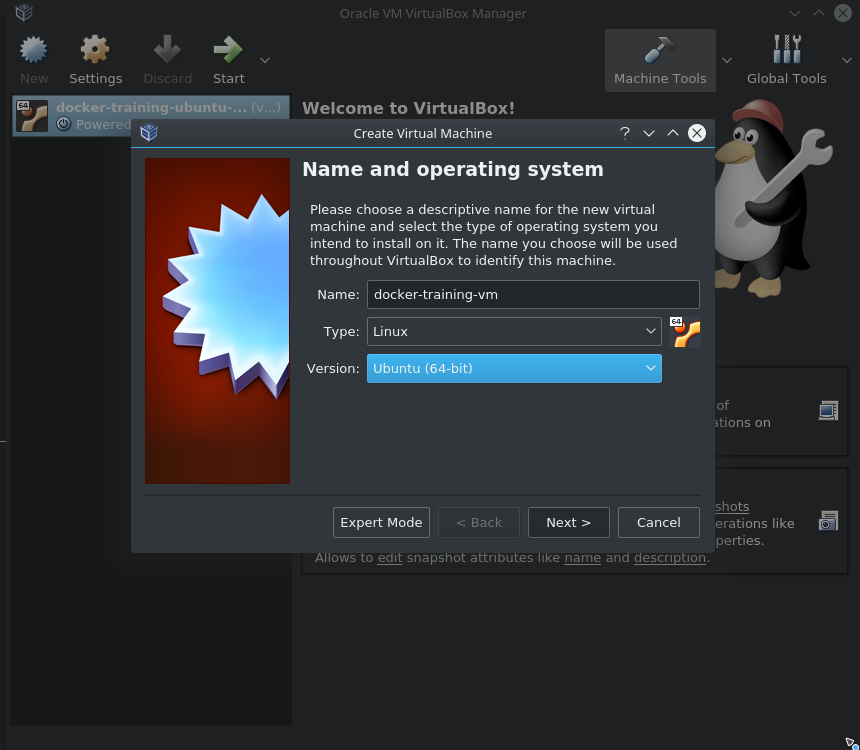 Oracle VM VirtualBox Manager
New Settings Discard Start Machine Tools Global Tools
64 docker-training-ubuntu-... (v...)
Powered
Welcome to VirtualBox!
Create Virtual Machine
Name and operating system
Please choose a descriptive name for the new virtual
machine and select the type of operating system you
intend to install on it. The name you choose will be used
throughout VirtualBox to identify this machine.
Name: docker-training-vm
Type: Linux 64
Version: Ubuntu (64-bit)
of
ations on
Expert Mode < Back Next > Cancel
shots
erations like
perties.
Allows to edit snapshot attributes like name and description.